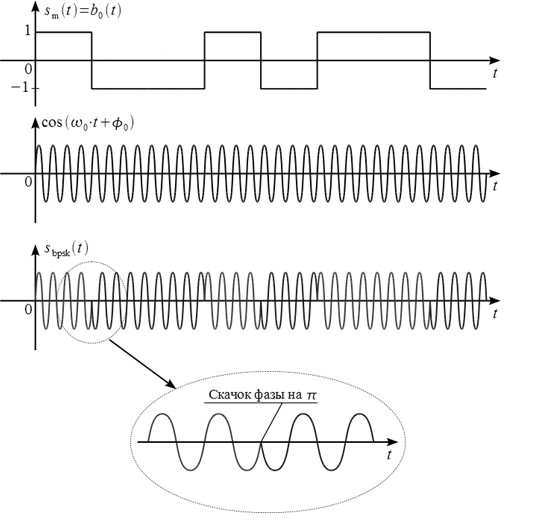 s_m(t)=b_0(t)
1
0
t
−1
cos(ω_0·t+ϕ_0)
0
t
s_bpsk(t)
0
t
Скачок фазы на π
t